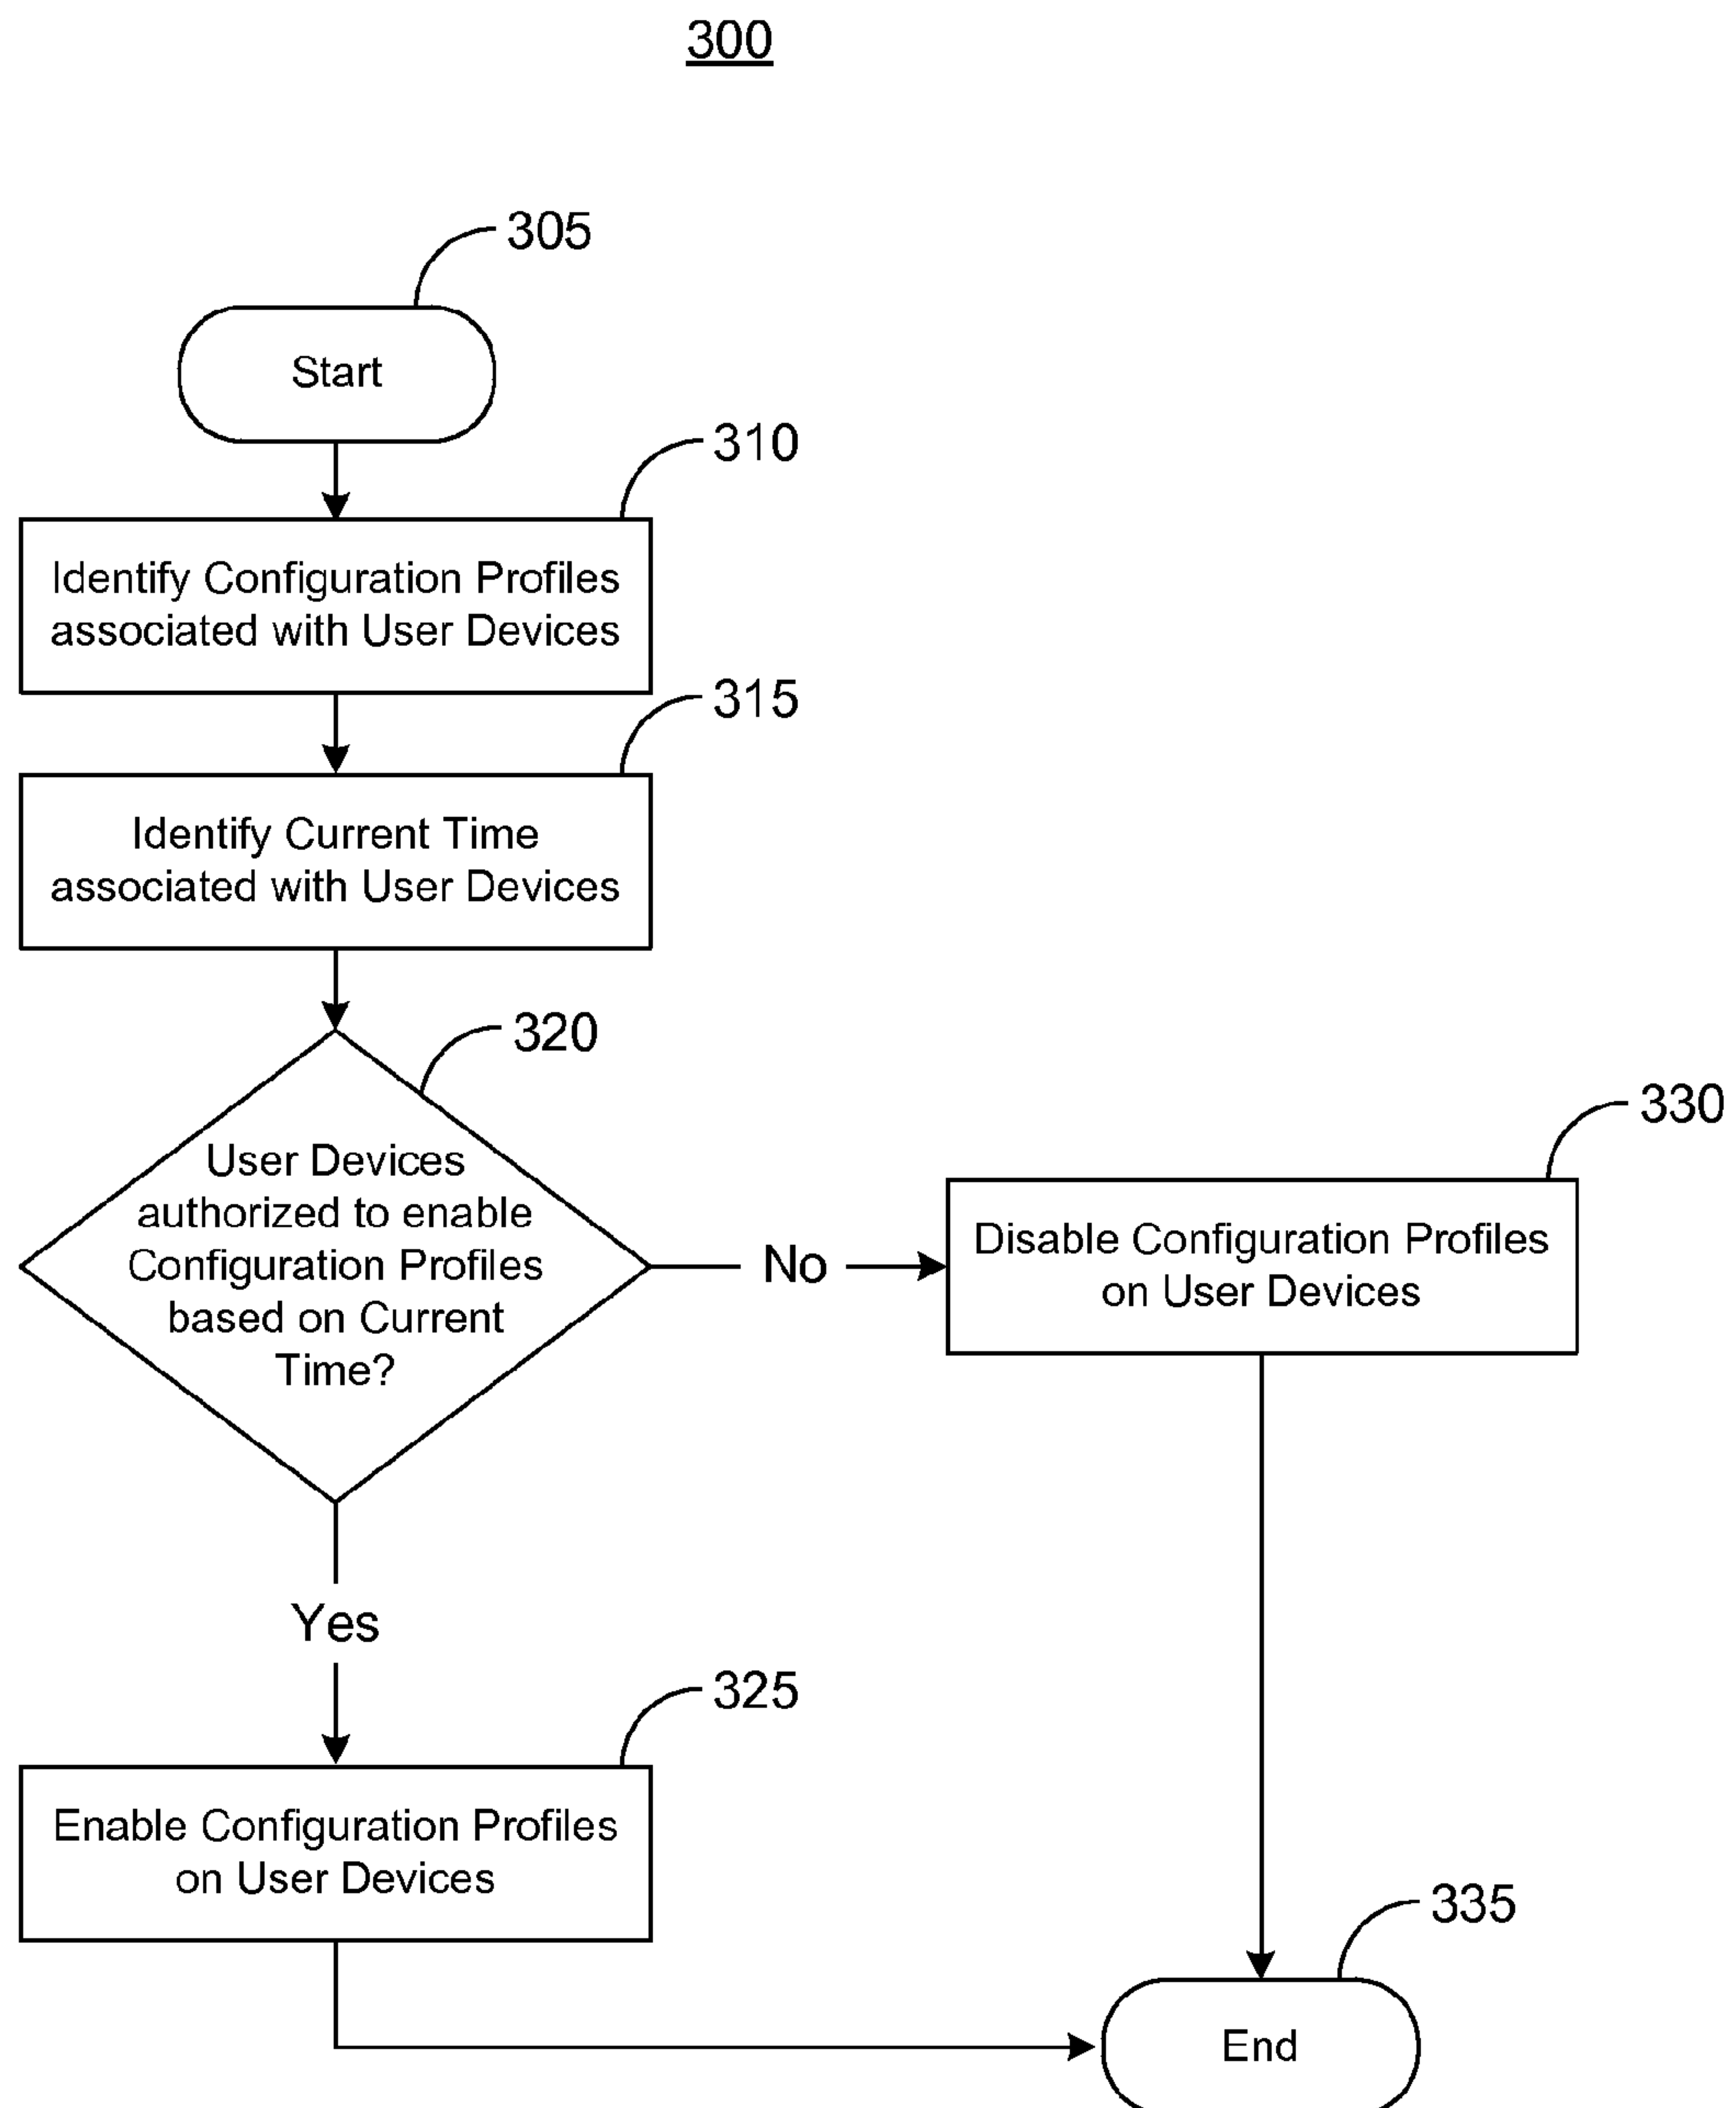 300
305
Start
310
Identify Configuration Profiles
associated with User Devices
315
Identify Current Time
associated with User Devices
320
User Devices
authorized to enable
Configuration Profiles
based on Current
Time?
No
330
Disable Configuration Profiles
on User Devices
Yes
325
Enable Configuration Profiles
on User Devices
335
End